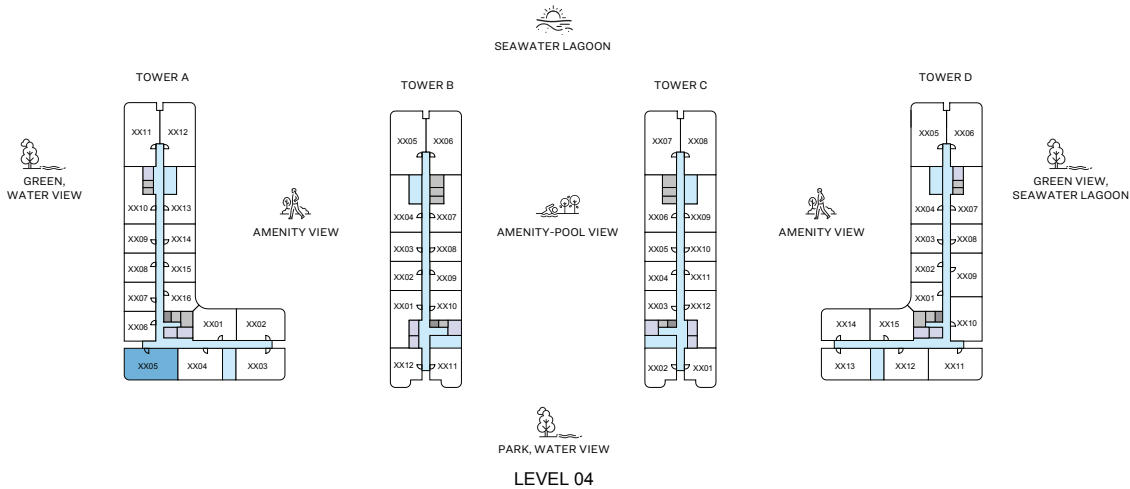 SEAWATER LAGOON
TOWER A
TOWER B
TOWER C
TOWER D
GREEN,
WATER VIEW
AMENITY VIEW
AMENITY-POOL VIEW
AMENITY VIEW
GREEN VIEW,
SEAWATER LAGOON
XX11 XX12
XX10 XX13
XX09 XX14
XX08 XX15
XX07 XX16
XX06 XX01 XX02
XX05 XX04 XX03
XX05 XX06
XX04 XX07
XX03 XX08
XX02 XX09
XX01 XX10
XX12 XX11
XX07 XX08
XX06 XX09
XX05 XX10
XX04 XX11
XX03 XX12
XX02 XX01
XX05 XX06
XX04 XX07
XX03 XX08
XX02 XX09
XX01
XX14 XX15 XX10
XX13 XX12 XX11
PARK, WATER VIEW
LEVEL 04